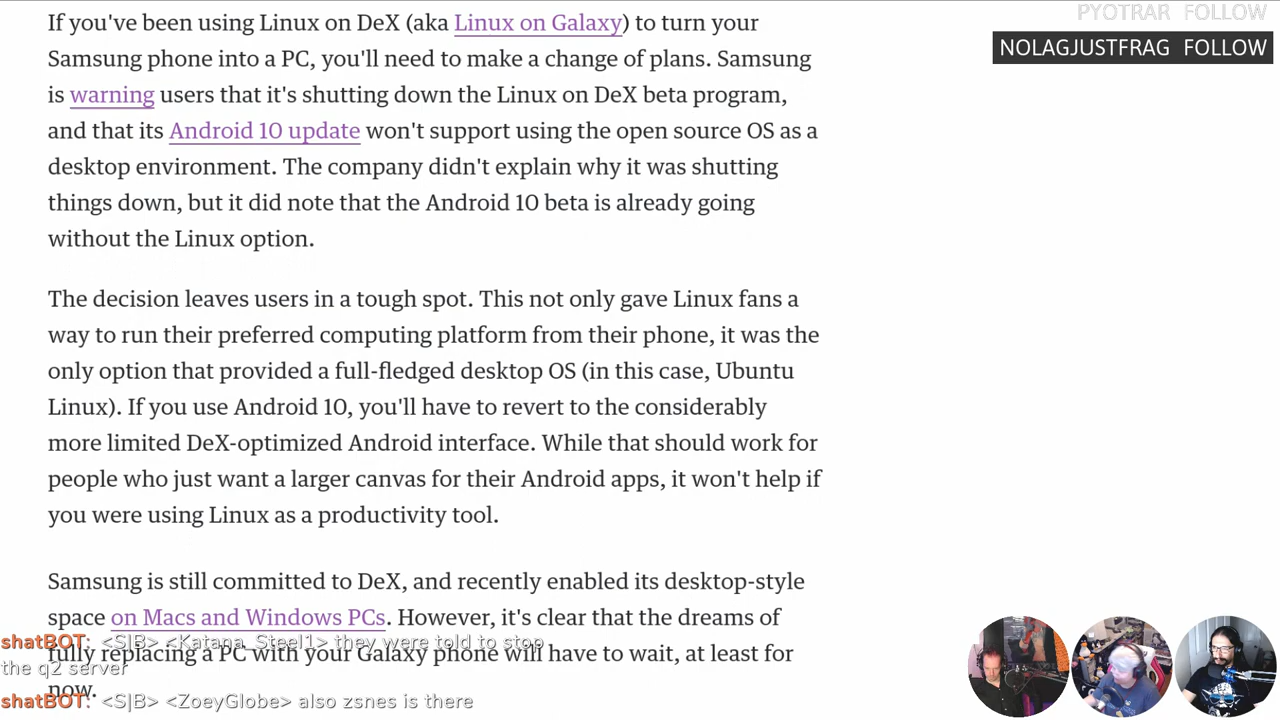 PYOTRAR FOLLOW
NOLAGJUSTFRAG FOLLOW
If you've been using Linux on DeX (aka Linux on Galaxy) to turn your
Samsung phone into a PC, you'll need to make a change of plans. Samsung
is warning users that it's shutting down the Linux on DeX beta program,
and that its Android 10 update won't support using the open source OS as a
desktop environment. The company didn't explain why it was shutting
things down, but it did note that the Android 10 beta is already going
without the Linux option.
The decision leaves users in a tough spot. This not only gave Linux fans a
way to run their preferred computing platform from their phone, it was the
only option that provided a full-fledged desktop OS (in this case, Ubuntu
Linux). If you use Android 10, you'll have to revert to the considerably
more limited DeX-optimized Android interface. While that should work for
people who just want a larger canvas for their Android apps, it won't help if
you were using Linux as a productivity tool.
Samsung is still committed to DeX, and recently enabled its desktop-style
space on Macs and Windows PCs. However, it's clear that the dreams of
fully replacing a PC with your Galaxy phone will have to wait, at least for
now.
shatBOT: <S|B> <Katana_Steel1> they were told to stop
the q2 server
shatBOT: <S|B> <ZoeyGlobe> also zsnes is there